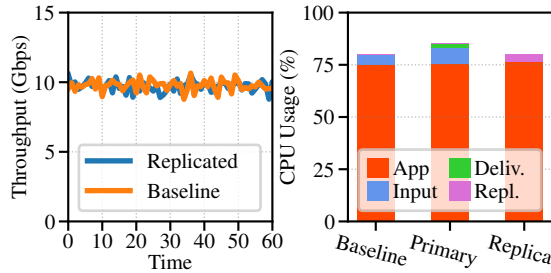 Throughput (Gbps)
15
10
5
0
Replicated
Baseline
0 10 20 30 40 50 60
Time
CPU Usage (%)
100
75
50
25
0
App Deliv.
Input Repl.
Baseline Primary Replica